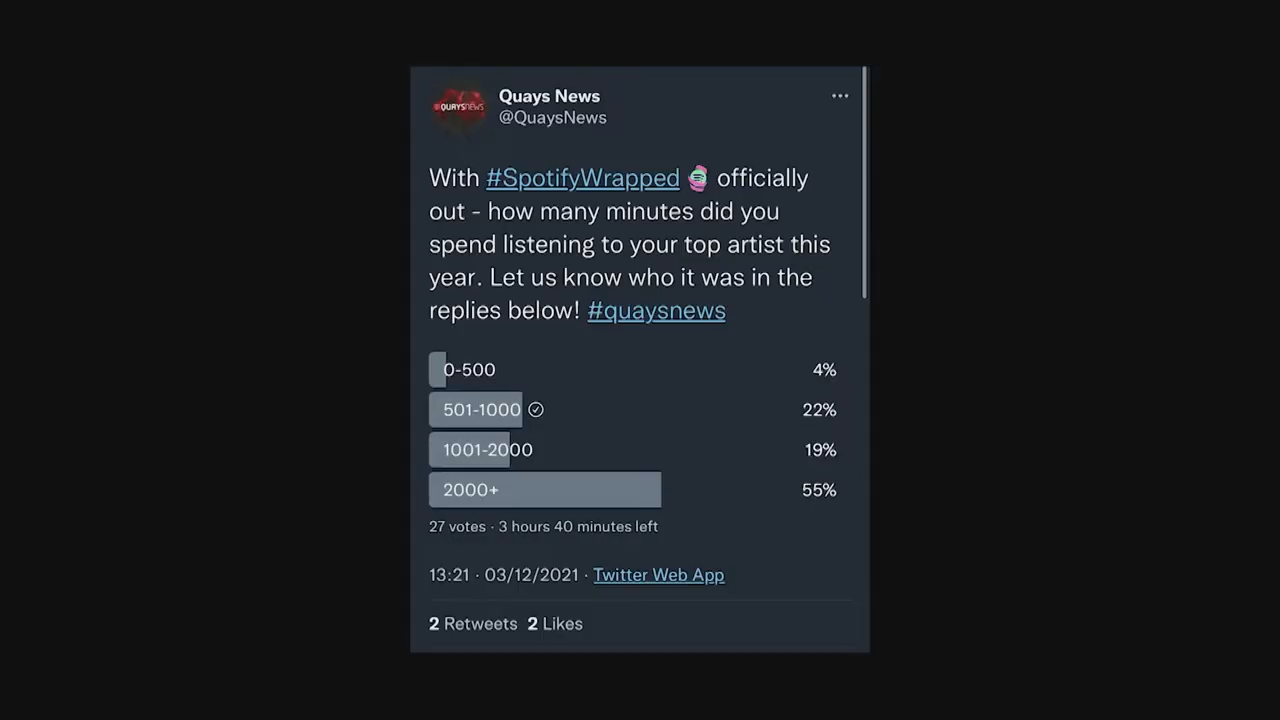 Quays News
@QuaysNews
#QUAYSNEWS
With #SpotifyWrapped officially
out - how many minutes did you
spend listening to your top artist this
year. Let us know who it was in the
replies below! #quaysnews
0-500 4%
501-1000 22%
1001-2000 19%
2000+ 55%
27 votes · 3 hours 40 minutes left
13:21 · 03/12/2021 · Twitter Web App
2 Retweets 2 Likes